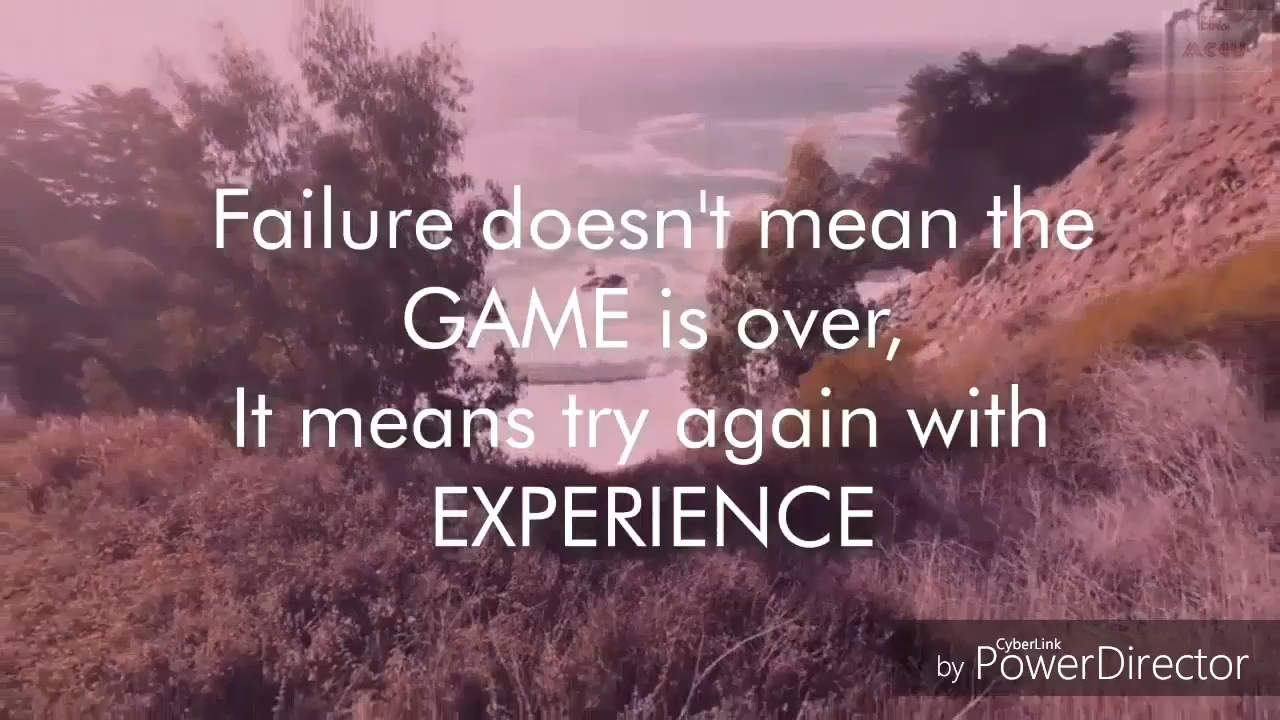 Failure doesn't mean the
GAME is over,
It means try again with
EXPERIENCE
CyberLink
by PowerDirector